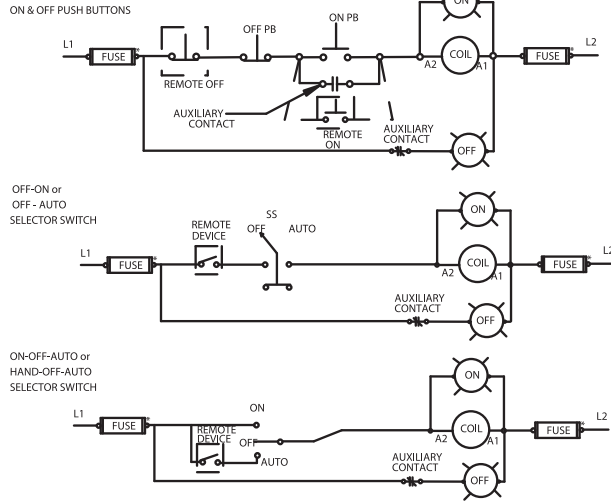 ON & OFF PUSH BUTTONS
ON
OFF PB
ON PB
L1
FUSE*
A2
COIL
A1
FUSE
L2
REMOTE OFF
AUXILIARY
CONTACT
REMOTE
ON
AUXILIARY
CONTACT
OFF
OFF-ON or
OFF - AUTO
SELECTOR SWITCH
SS
REMOTE
DEVICE
OFF
AUTO
ON
L1
FUSE*
A2
COIL
A1
FUSE
L2
AUXILIARY
CONTACT
OFF
ON-OFF-AUTO or
HAND-OFF-AUTO
SELECTOR SWITCH
ON
ON
L1
FUSE*
REMOTE
DEVICE
OFF
AUTO
A2
COIL
A1
FUSE
L2
AUXILIARY
CONTACT
OFF